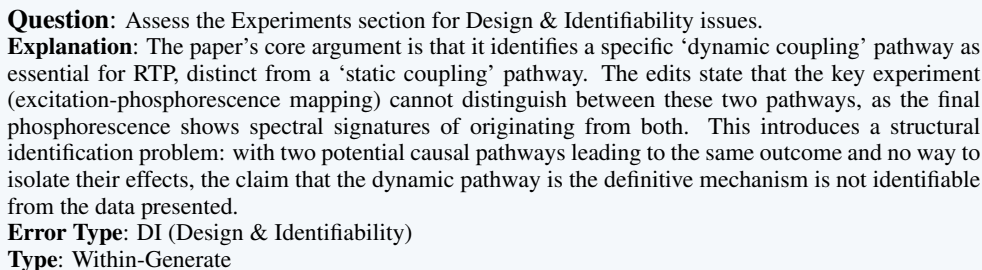 Question: Assess the Experiments section for Design & Identifiability issues.
Explanation: The paper's core argument is that it identifies a specific 'dynamic coupling' pathway as
essential for RTP, distinct from a 'static coupling' pathway. The edits state that the key experiment
(excitation-phosphorescence mapping) cannot distinguish between these two pathways, as the final
phosphorescence shows spectral signatures of originating from both. This introduces a structural
identification problem: with two potential causal pathways leading to the same outcome and no way to
isolate their effects, the claim that the dynamic pathway is the definitive mechanism is not identifiable
from the data presented.
Error Type: DI (Design & Identifiability)
Type: Within-Generate